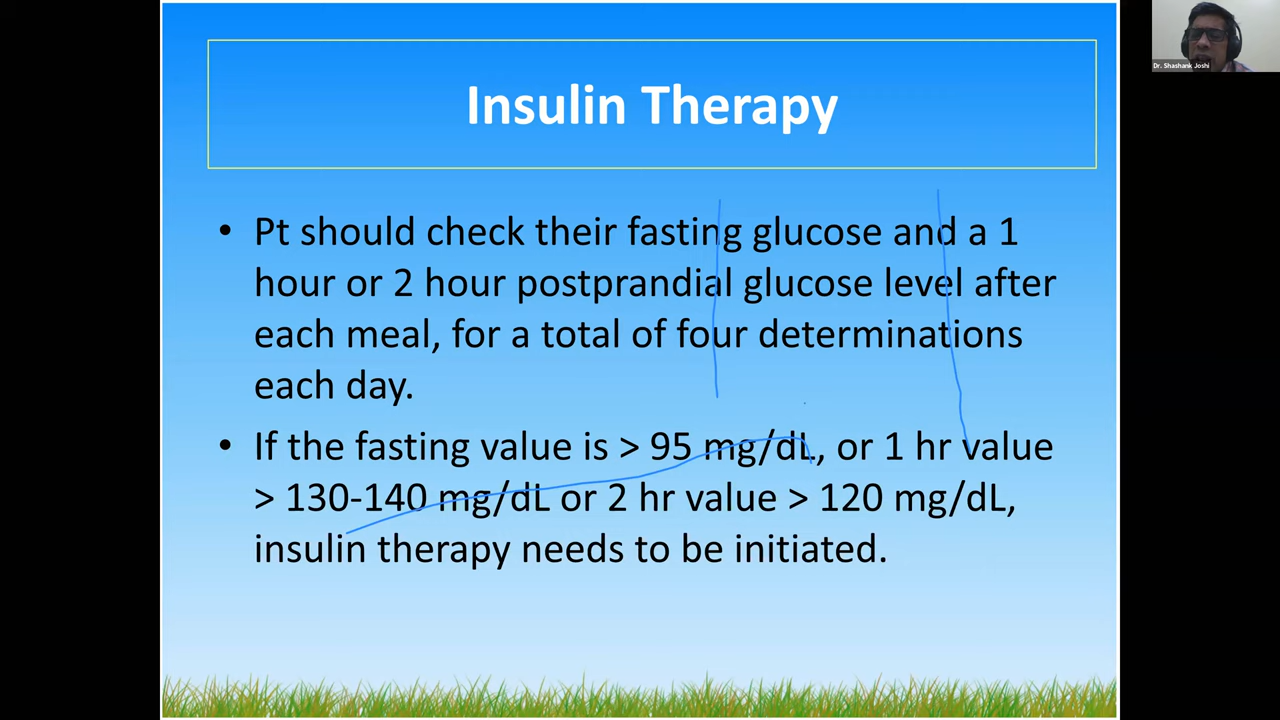 Dr. Shashank Joshi
Insulin Therapy
• Pt should check their fasting glucose and a 1
hour or 2 hour postprandial glucose level after
each meal, for a total of four determinations
each day.
• If the fasting value is > 95 mg/dL, or 1 hr value
> 130-140 mg/dL or 2 hr value > 120 mg/dL,
insulin therapy needs to be initiated.